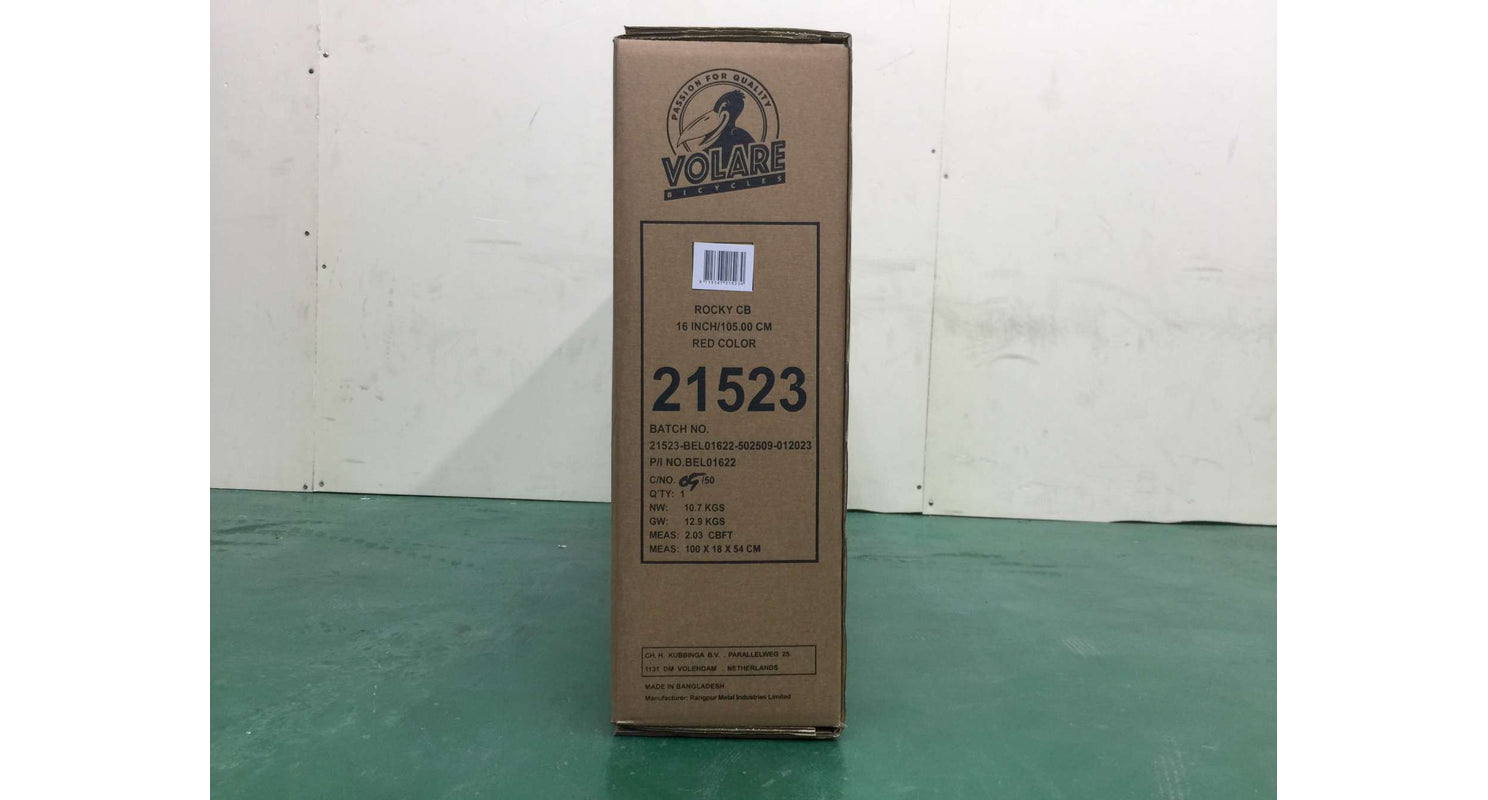 PASSION FOR QUALITY
VOLARE
BICYCLES
ROCKY CB
16 INCH/105.00 CM
RED COLOR
21523
BATCH NO.
21523-BEL01622-502509-012023
P/I NO.BEL01622
C/NO. /50
Q'TY: 1
NW: 10.7 KGS
GW: 12.9 KGS
MEAS: 2.03 CBFT
MEAS: 100 X 18 X 54 CM
CH. H. KUBBINGA B.V. . PARALLELWEG 25.
1131 DM VOLENDAM . NETHERLANDS
MADE IN BANGLADESH
Manufacturer: Rangpur Metal Industries Limited